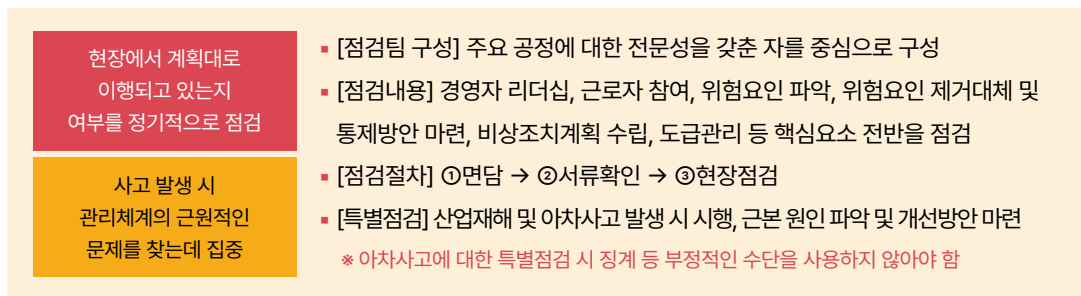 현장에서 계획대로
이행되고 있는지
여부를 정기적으로 점검
사고 발생 시
관리체계의 근원적인
문제를 찾는데 집중
▪ [점검팀 구성] 주요 공정에 대한 전문성을 갖춘 자를 중심으로 구성
▪ [점검내용] 경영자 리더십, 근로자 참여, 위험요인 파악, 위험요인 제거대체 및
통제방안 마련, 비상조치계획 수립, 도급관리 등 핵심요소 전반을 점검
▪ [점검절차] ①면담 → ②서류확인 → ③현장점검
▪ [특별점검] 산업재해 및 아차사고 발생 시 시행, 근본 원인 파악 및 개선방안 마련
※ 아차사고에 대한 특별점검 시 징계 등 부정적인 수단을 사용하지 않아야 함